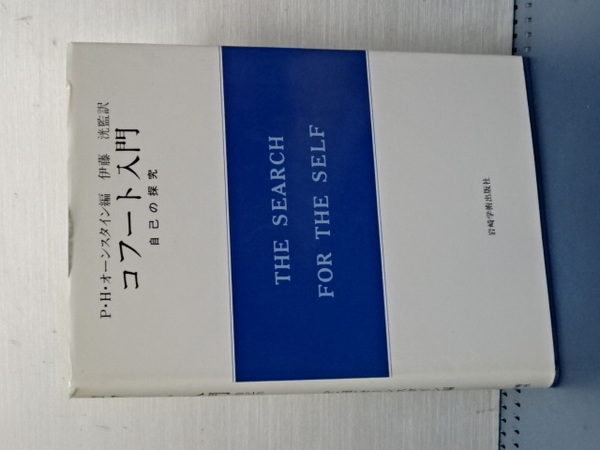 P・H・オーンスタイン編 伊藤 洸監訳
コフート入門
自己の探究
THE SEARCH
FOR THE SELF
岩崎学術出版社